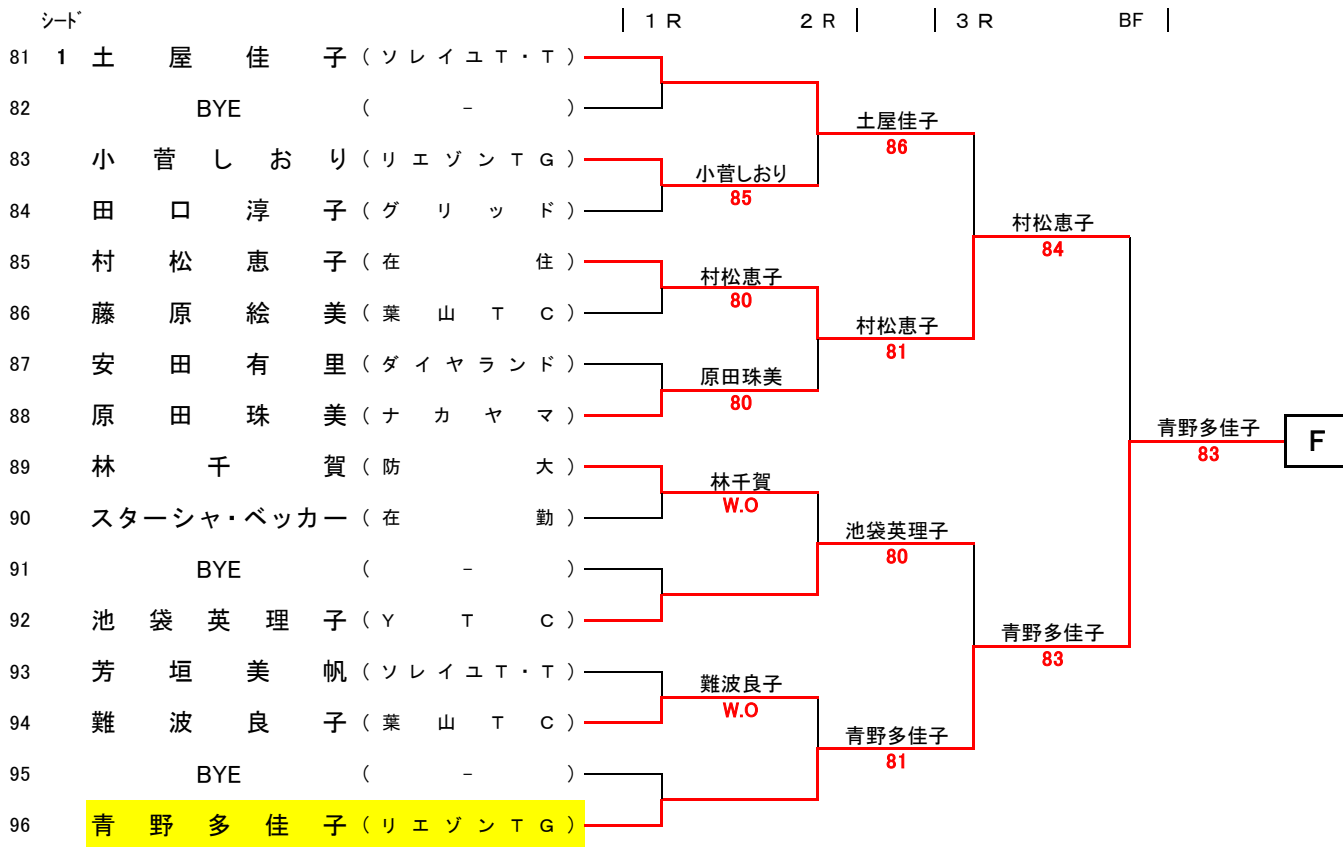 シード 1R 2R 3R BF
81 1 土屋佳子 (ソレイユT・T)
82 BYE ( - )
土屋佳子
86
83 小菅しおり (リエゾンTG)
小菅しおり
85
84 田口淳子 (グリッド)
村松恵子
84
85 村松恵子 (在住)
村松恵子
80
86 藤原絵美 (葉山TC)
村松恵子
81
87 安田有里 (ダイヤランド)
原田珠美
80
88 原田珠美 (ナカヤマ)
青野多佳子 F
83
89 林千賀 (防大)
林千賀
W.O
90 スターシャ・ベッカー (在勤)
池袋英理子
80
91 BYE ( - )
92 池袋英理子 (YTC)
青野多佳子
83
93 芳垣美帆 (ソレイユT・T)
難波良子
W.O
94 難波良子 (葉山TC)
青野多佳子
81
95 BYE ( - )
96 青野多佳子 (リエゾンTG)